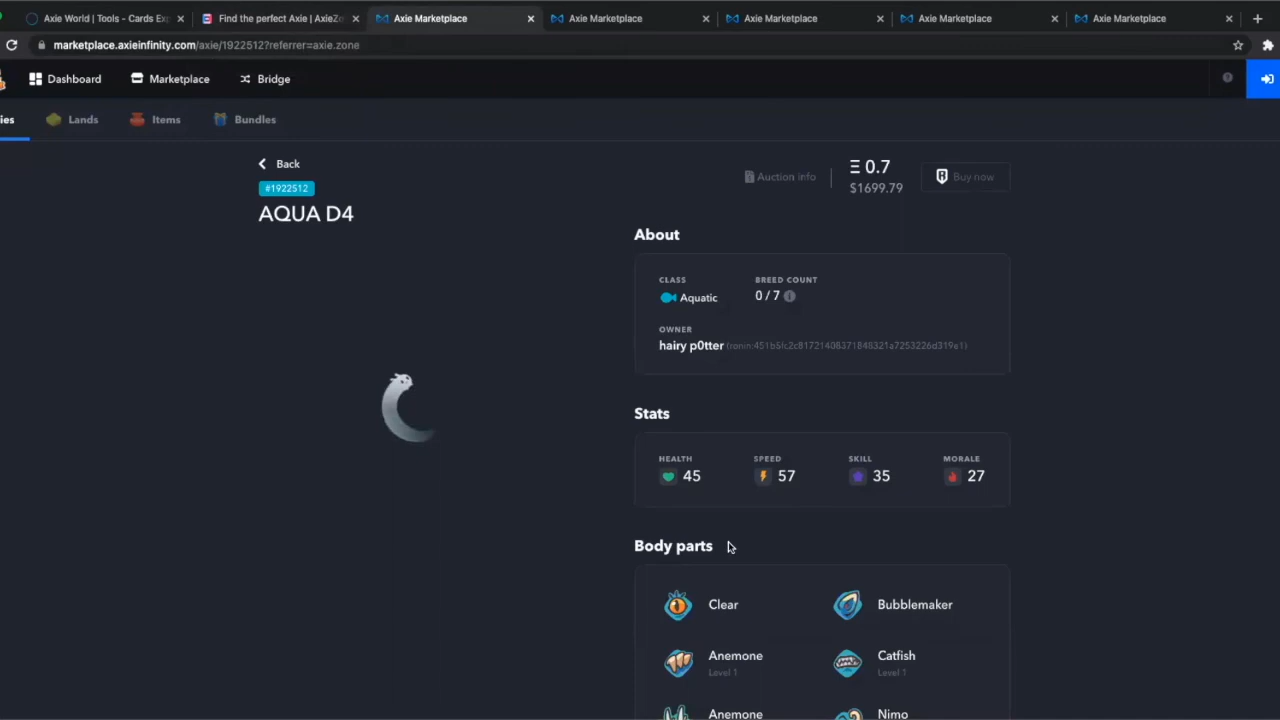 Axie World | Tools - Cards Ex
Find the perfect Axie | AxieZ
Axie Marketplace
Axie Marketplace
Axie Marketplace
Axie Marketplace
Axie Marketplace
marketplace.axieinfinity.com/axie/1922512?referrer=axie.zone
Dashboard
Marketplace
Bridge
ies
Lands
Items
Bundles
Back
#1922512
AQUA D4
Auction info
Ξ 0.7
$1699.79
Buy now
About
CLASS
BREED COUNT
Aquatic
0 / 7
OWNER
hairy p0tter
Stats
HEALTH
SPEED
SKILL
MORALE
45
57
35
27
Body parts
Clear
Bubblemaker
Anemone
Level 1
Catfish
Level 1
Anemone
Nimo